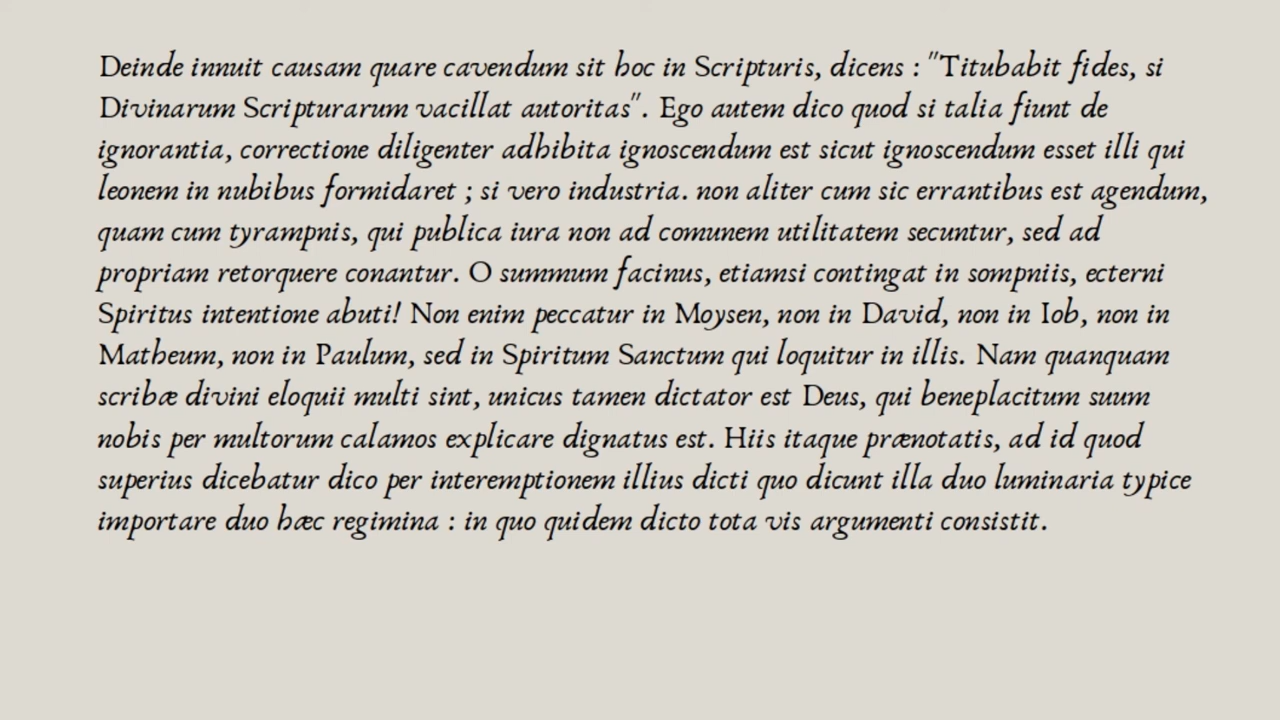 Deinde innuit causam quare cavendum sit hoc in Scripturis, dicens : "Titubabit fides, si
Divinarum Scripturarum vacillat autoritas". Ego autem dico quod si talia fiunt de
ignorantia, correctione diligenter adhibita ignoscendum est sicut ignoscendum esset illi qui
leonem in nubibus formidaret ; si vero industria. non aliter cum sic errantibus est agendum,
quam cum tyrampnis, qui publica iura non ad comunem utilitatem secuntur, sed ad
propriam retorquere conantur. O summum facinus, etiamsi contingat in sompniis, ecterni
Spiritus intentione abuti! Non enim peccatur in Moysen, non in David, non in Iob, non in
Matheum, non in Paulum, sed in Spiritum Sanctum qui loquitur in illis. Nam quanquam
scribæ divini eloquii multi sint, unicus tamen dictator est Deus, qui beneplacitum suum
nobis per multorum calamos explicare dignatus est. Hiis itaque prænotatis, ad id quod
superius dicebatur dico per interemptionem illius dicti quo dicunt illa duo luminaria typice
importare duo hæc regimina : in quo quidem dicto tota vis argumenti consistit.